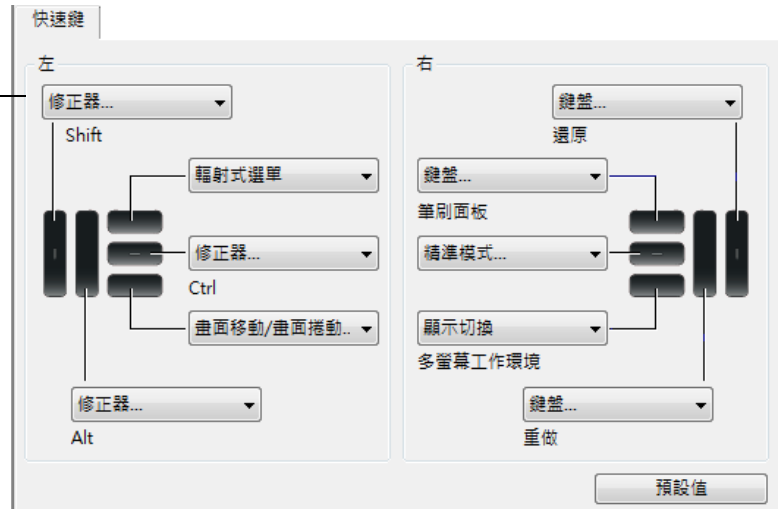 快速鍵
左
修正器...
Shift
輻射式選單
修正器...
Ctrl
畫面移動/畫面捲動..
修正器...
Alt
右
鍵盤...
還原
鍵盤...
筆刷面板
精準模式...
顯示切換
多螢幕工作環境
鍵盤...
重做
預設值